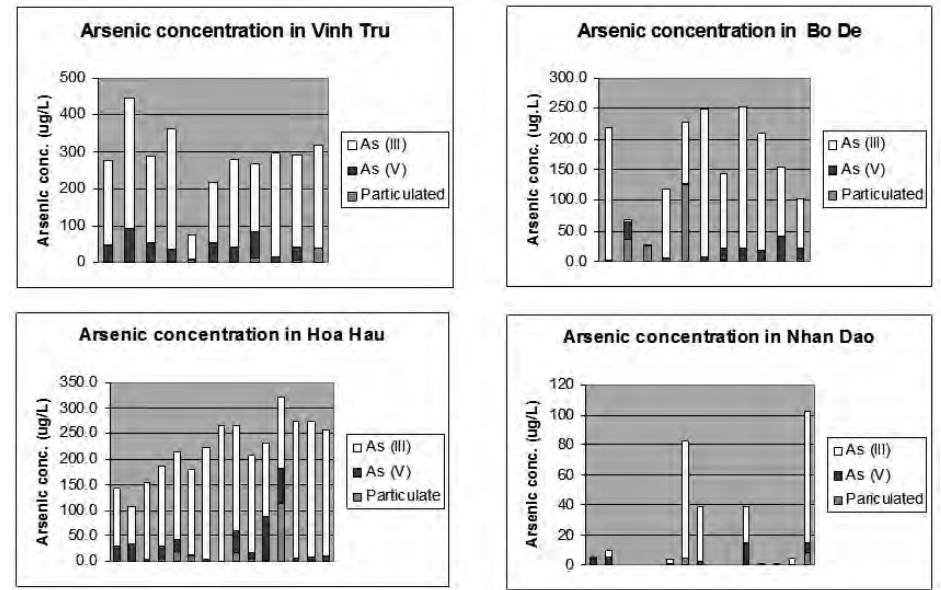 Arsenic concentration in Vinh Tru
Arsenic conc. (ug/L)
500
400
300
200
100
0
As (III)
As (V)
Particulated
Arsenic concentration in Bo De
Arsenic conc. (ug.L)
300.0
250.0
200.0
150.0
100.0
50.0
0.0
As (III)
As (V)
Particulated
Arsenic concentration in Hoa Hau
Arsenic conc. (ug/L)
350.0
300.0
250.0
200.0
150.0
100.0
50.0
0.0
As (III)
As (V)
Particulate
Arsenic concentration in Nhan Dao
Arsenic conc. (ug/L)
120
100
80
60
40
20
0
As (III)
As (V)
Pariculated